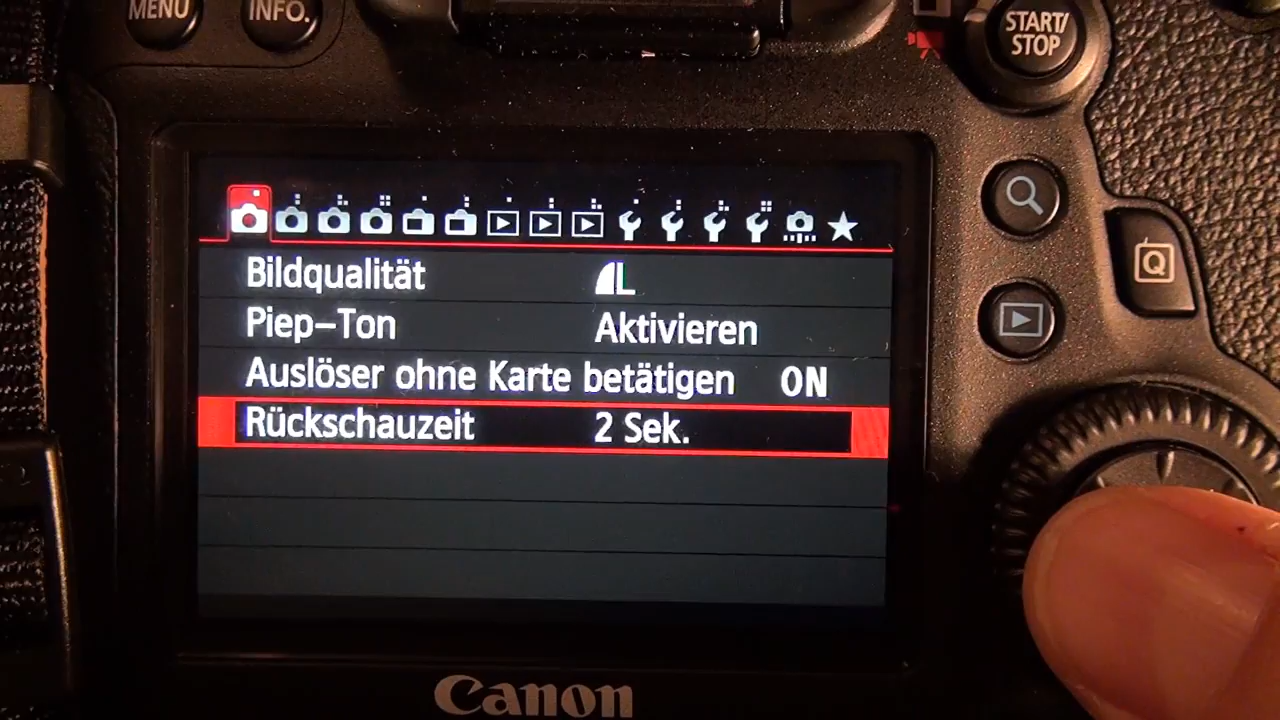 MENU INFO.
START/
STOP
Bildqualität L
Piep-Ton Aktivieren
Auslöser ohne Karte betätigen ON
Rückschauzeit 2 Sek.
Q
Canon